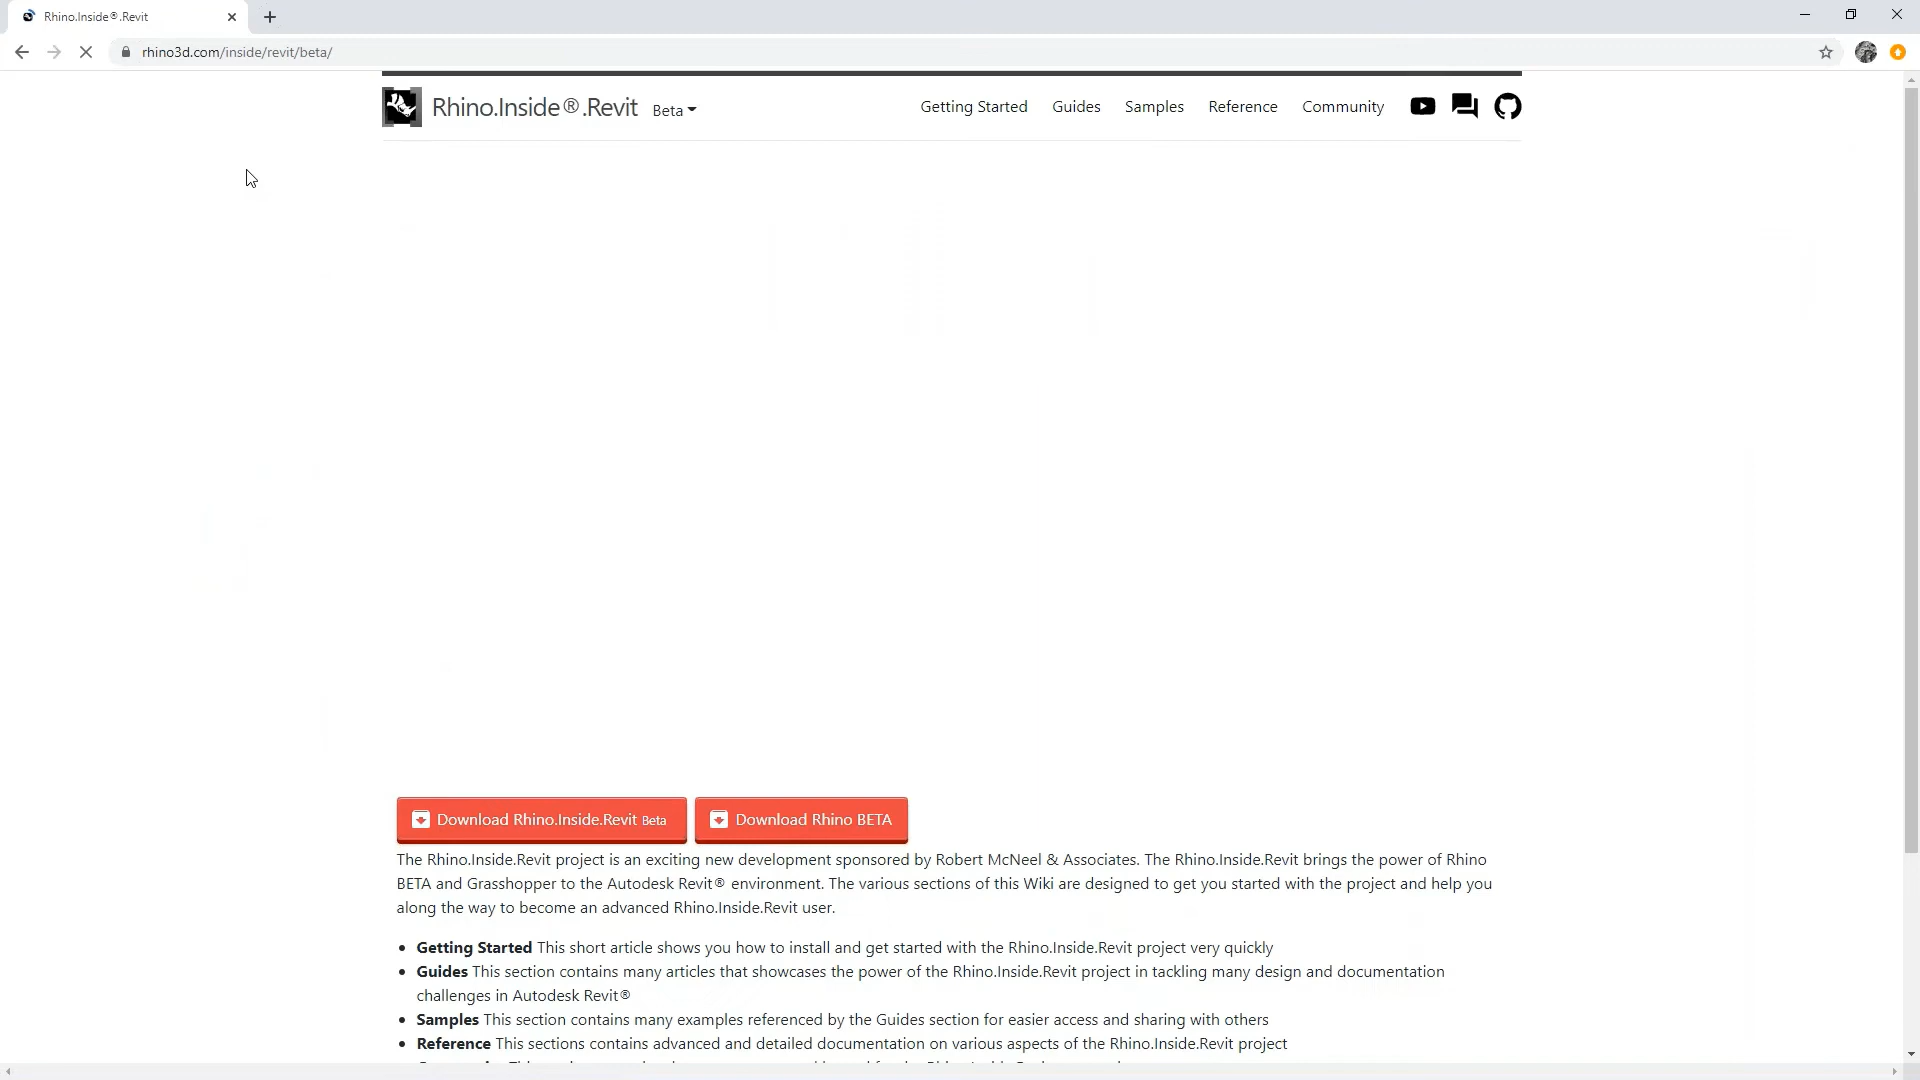 Rhino.Inside®.Revit
rhino3d.com/inside/revit/beta/
Rhino.Inside®.Revit Beta
Getting Started Guides Samples Reference Community
Download Rhino.Inside.Revit Beta
Download Rhino BETA
The Rhino.Inside.Revit project is an exciting new development sponsored by Robert McNeel & Associates. The Rhino.Inside.Revit brings the power of Rhino
BETA and Grasshopper to the Autodesk Revit® environment. The various sections of this Wiki are designed to get you started with the project and help you
along the way to become an advanced Rhino.Inside.Revit user.
• Getting Started This short article shows you how to install and get started with the Rhino.Inside.Revit project very quickly
• Guides This section contains many articles that showcases the power of the Rhino.Inside.Revit project in tackling many design and documentation
challenges in Autodesk Revit®
• Samples This section contains many examples referenced by the Guides section for easier access and sharing with others
• Reference This sections contains advanced and detailed documentation on various aspects of the Rhino.Inside.Revit project